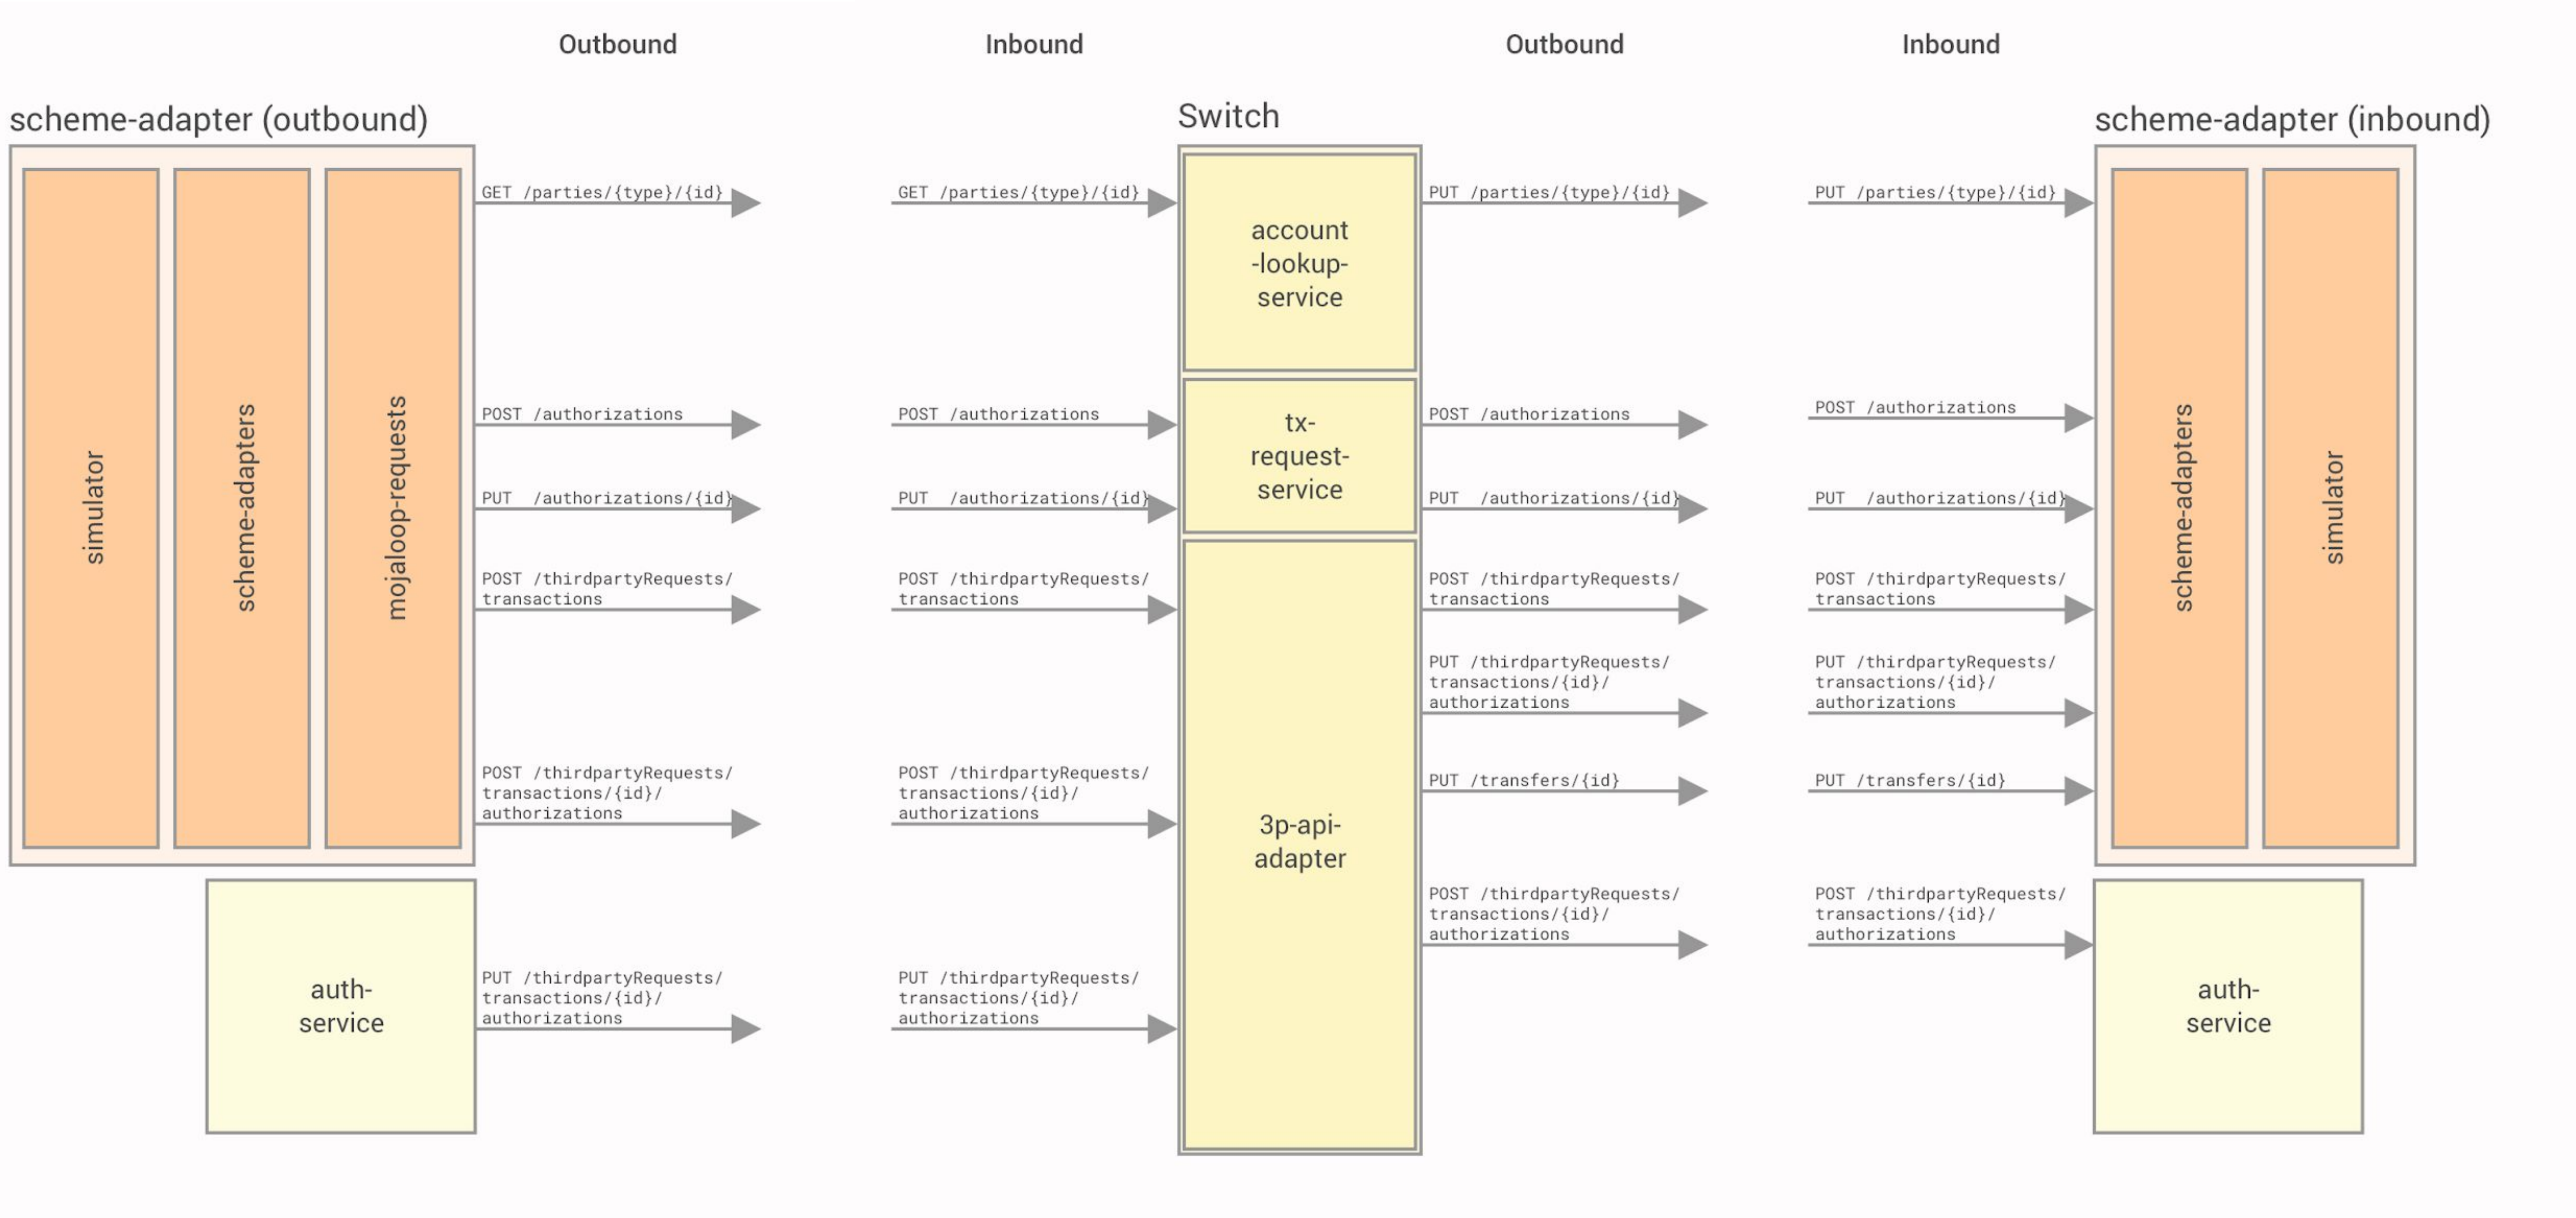 Outbound
Inbound
Outbound
Inbound
scheme-adapter (outbound)
Switch
scheme-adapter (inbound)
simulator
scheme-adapters
mojaloop-requests
GET /parties/{type}/{id}
POST /authorizations
PUT  /authorizations/{id}
POST /thirdpartyRequests/
transactions
POST /thirdpartyRequests/
transactions/{id}/
authorizations
auth-
service
PUT /thirdpartyRequests/
transactions/{id}/
authorizations
GET /parties/{type}/{id}
POST /authorizations
PUT  /authorizations/{id}
POST /thirdpartyRequests/
transactions
POST /thirdpartyRequests/
transactions/{id}/
authorizations
PUT /thirdpartyRequests/
transactions/{id}/
authorizations
account
-lookup-
service
tx-
request-
service
3p-api-
adapter
PUT /parties/{type}/{id}
POST /authorizations
PUT  /authorizations/{id}
POST /thirdpartyRequests/
transactions
PUT /thirdpartyRequests/
transactions/{id}/
authorizations
PUT /transfers/{id}
POST /thirdpartyRequests/
transactions/{id}/
authorizations
PUT /parties/{type}/{id}
POST /authorizations
PUT  /authorizations/{id}
POST /thirdpartyRequests/
transactions
PUT /thirdpartyRequests/
transactions/{id}/
authorizations
PUT /transfers/{id}
POST /thirdpartyRequests/
transactions/{id}/
authorizations
scheme-adapters
simulator
auth-
service